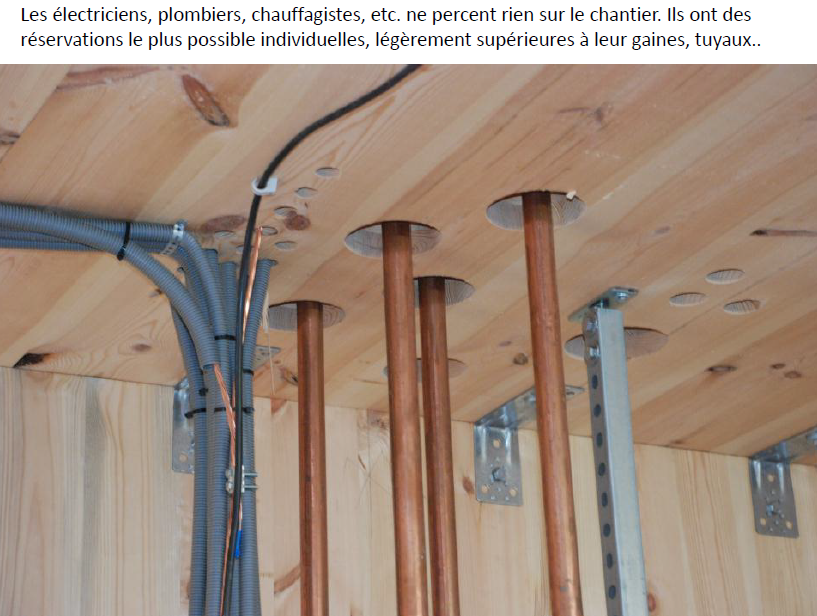 Les électriciens, plombiers, chauffagistes, etc. ne percent rien sur le chantier. Ils ont des
réservations le plus possible individuelles, légèrement supérieures à leur gaines, tuyaux..